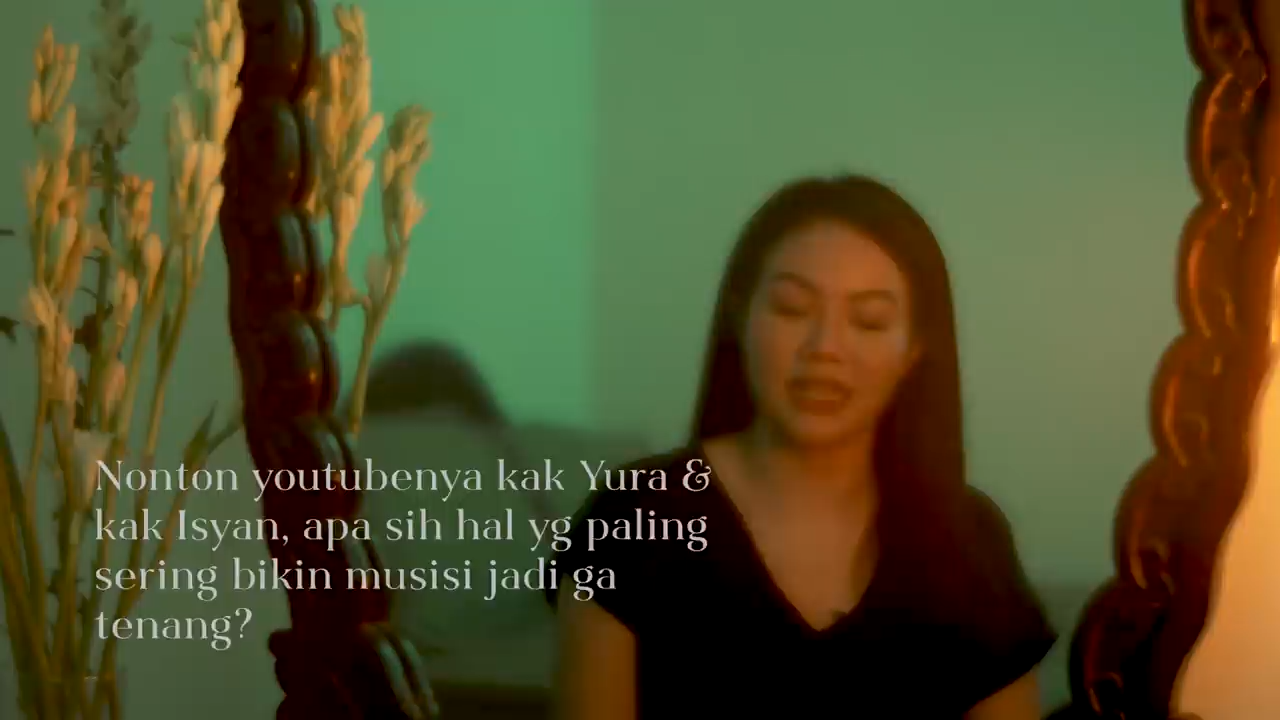 Nonton youtubenya kak Yura &
kak Isyan, apa sih hal yg paling
sering bikin musisi jadi ga
tenang?